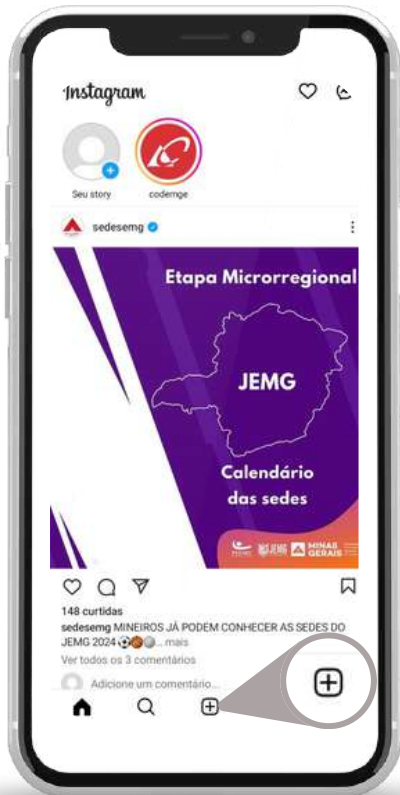 Instagram
Seu story
codemge
sedesemg
Etapa Microrregional
JEMG
Calendário
das sedes
JEMG
MINAS
GERAIS
148 curtidas
sedesemg MINEIROS JÁ PODEM CONHECER AS SEDES DO
JEMG 2024 ⚽🏀🏐... mais
Ver todos os 3 comentários
Adicione um comentário...